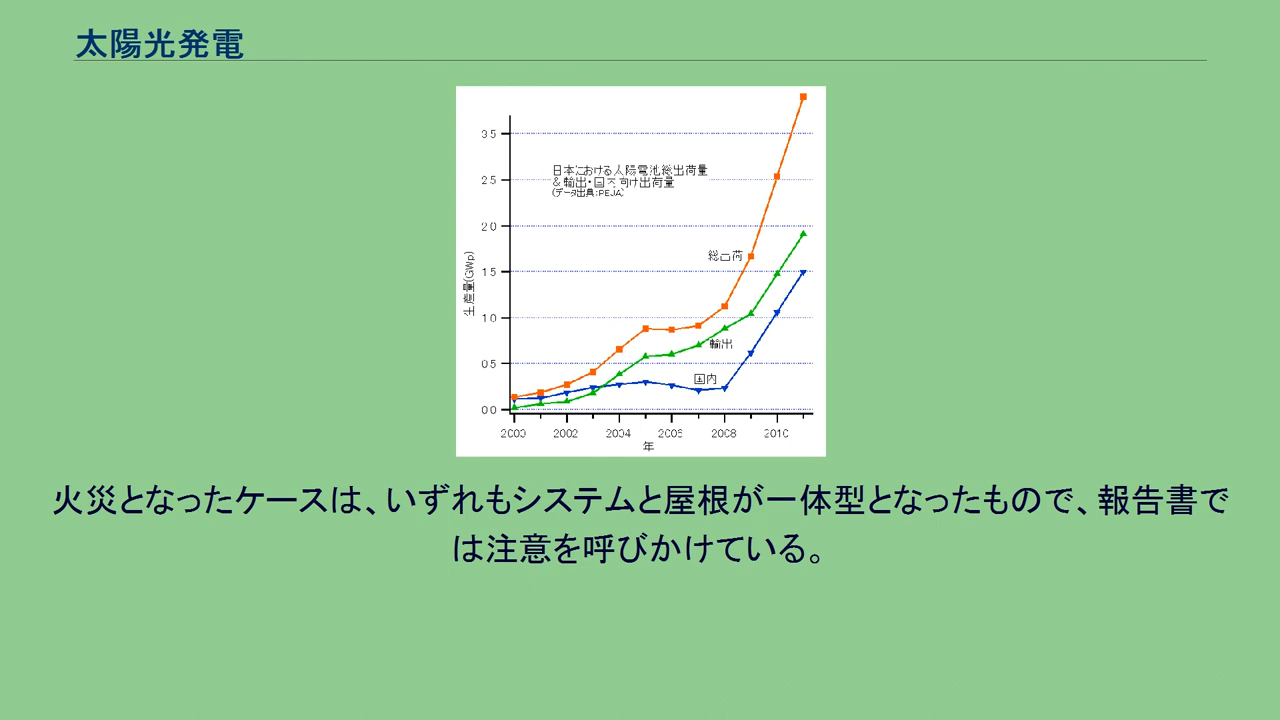 太陽光発電
日本における太陽電池総出荷量
&輸出・国内向け出荷量
(データ出典:PEJA)
3.5
2.5
2.0
1.5
1.0
0.5
0.0
生産量(GWp)
総出荷
輸出
国内
2000 2002 2004 2006 2008 2010
年
火災となったケースは、いずれもシステムと屋根が一体型となったもので、報告書で
は注意を呼びかけている。